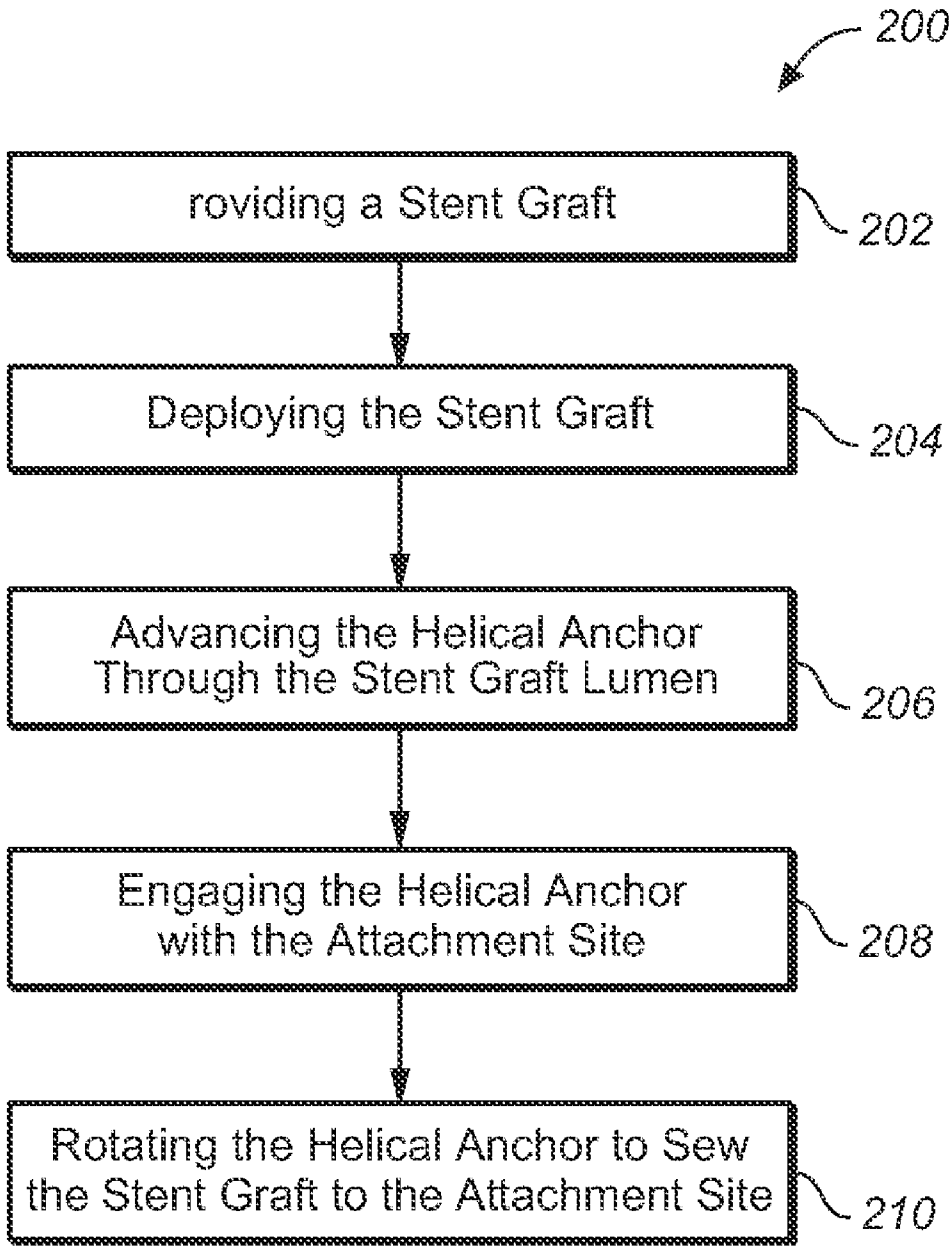 200
roviding a Stent Graft
202
Deploying the Stent Graft
204
Advancing the Helical Anchor
Through the Stent Graft Lumen
206
Engaging the Helical Anchor
with the Attachment Site
208
Rotating the Helical Anchor to Sew
the Stent Graft to the Attachment Site
210